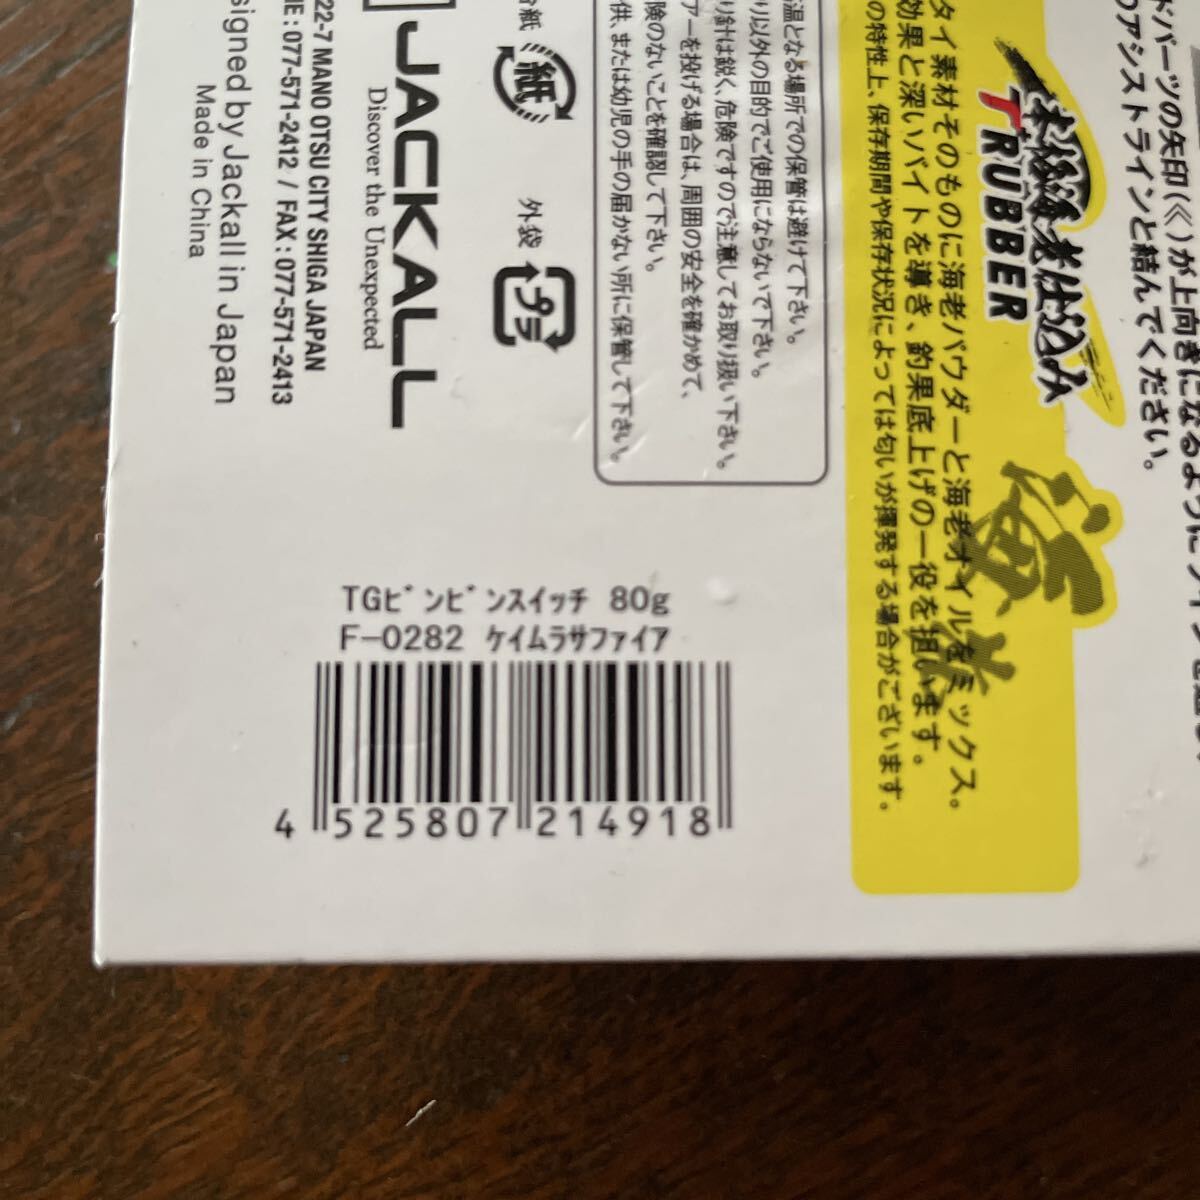 ドパーツの矢印(≪)が上向きになるように
のアシストラインと結んでください。
海老仕込み
TRUBBER
タイ素材そのものに海老パウダーと海老オイルをミックス。
効果と深いバイトを導き、釣果底上げの一役を担います。
の特性上、保存期間や保存状況によっては匂いが揮発する場合がございます。
温となる場所での保管は避けて下さい。
り以外の目的でご使用にならないで下さい。
り針は鋭く、危険ですので注意してお取り扱い下さい。
アーを投げる場合は、周囲の安全を確かめて、
険のないことを確認して下さい。
供、または幼児の手の届かない所に保管して下さい。
台紙
紙
外袋
プラ
JACKALL
Discover the Unexpected
22-7 MANO OTSU CITY SHIGA JAPAN
NE : 077-571-2412 / FAX : 077-571-2413
signed by Jackall in Japan
Made in China
TGビンビンスイッチ 80g
F-0282 ケイムラサファイア
4 525807 214918